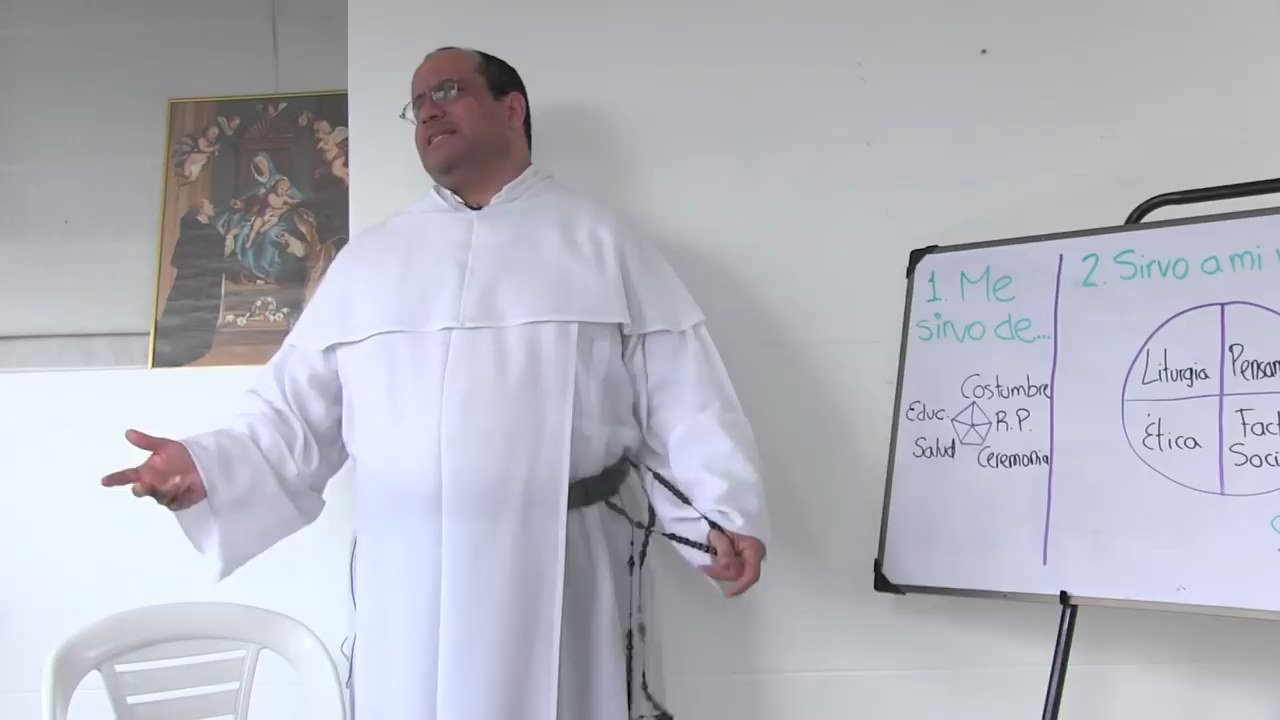 1. Me
sirvo de...
Costumbre
Educ.
R.P.
Salud
Ceremonia
2. Sirvo a mi
Liturgia
Ética